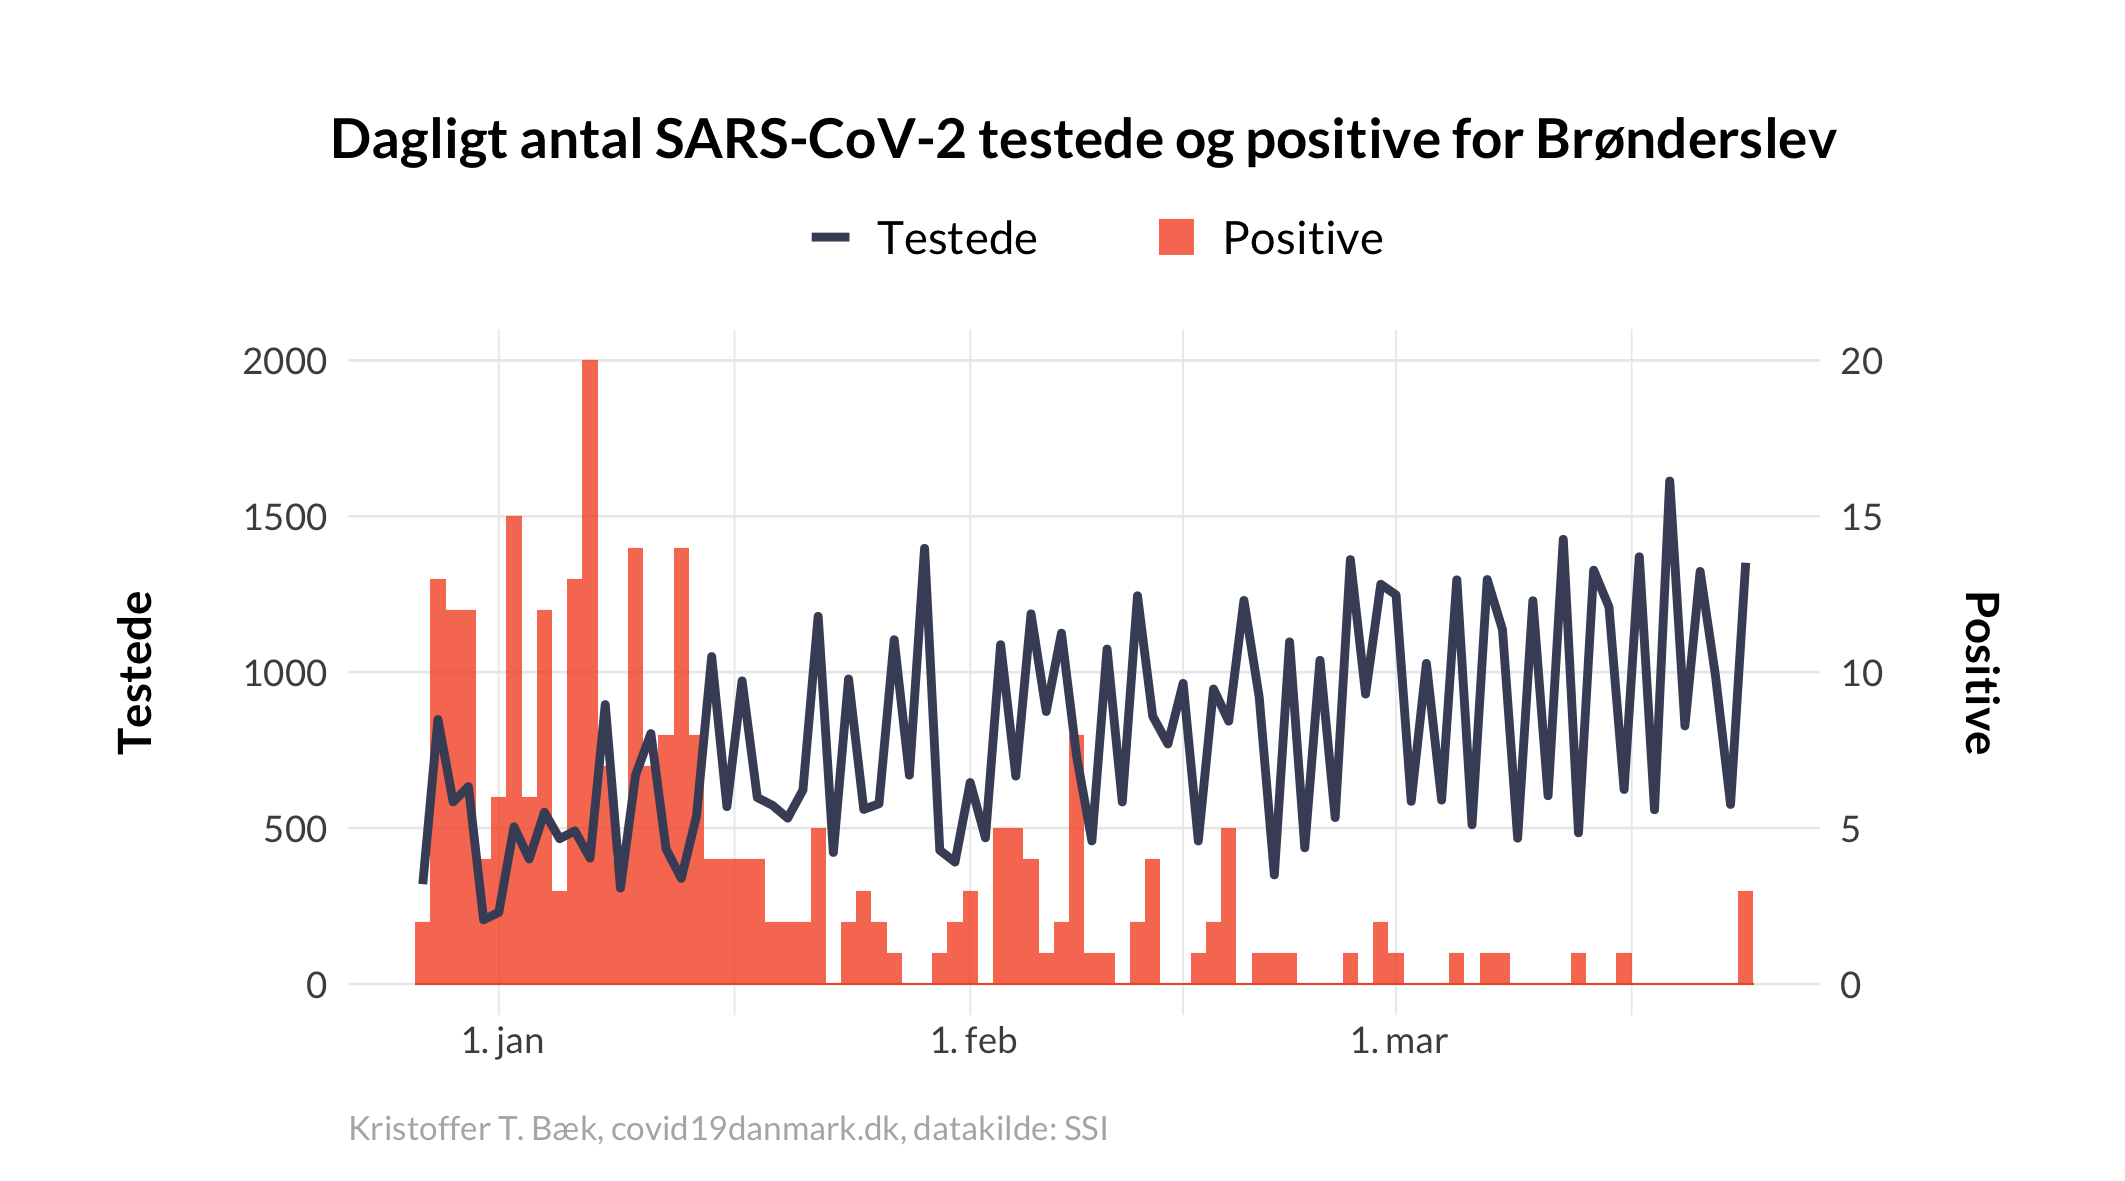 Dagligt antal SARS-CoV-2 testede og positive for Brønderslev
Testede
Positive
2000
1500
1000
500
0
20
15
10
5
0
Testede
Positive
1. jan
1. feb
1. mar
Kristoffer T. Bæk, covid19danmark.dk, datakilde: SSI